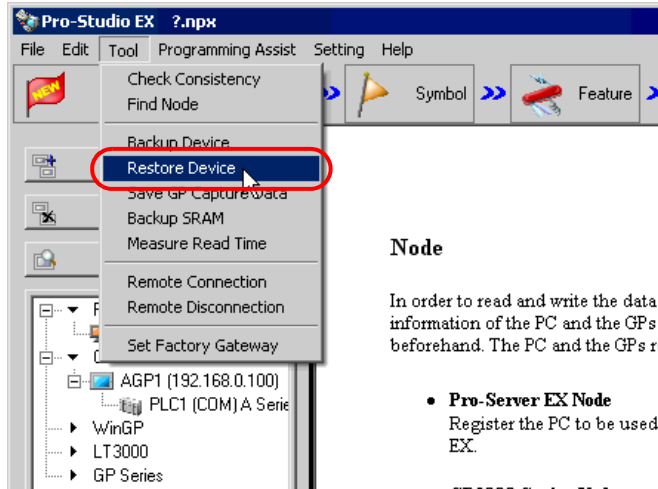 Pro-Studio EX ?.npx
File Edit Tool Programming Assist Setting Help
NEW
Symbol
Feature
Check Consistency
Find Node
Backup Device
Restore Device
Save GP Capture Data
Backup SRAM
Measure Read Time
Remote Connection
Remote Disconnection
Set Factory Gateway
AGP1 (192.168.0.100)
PLC1 (COM) A Serie
WinGP
LT3000
GP Series
Node
In order to read and write the data
information of the PC and the GPs
beforehand. The PC and the GPs r
• Pro-Server EX Node
Register the PC to be used
EX.